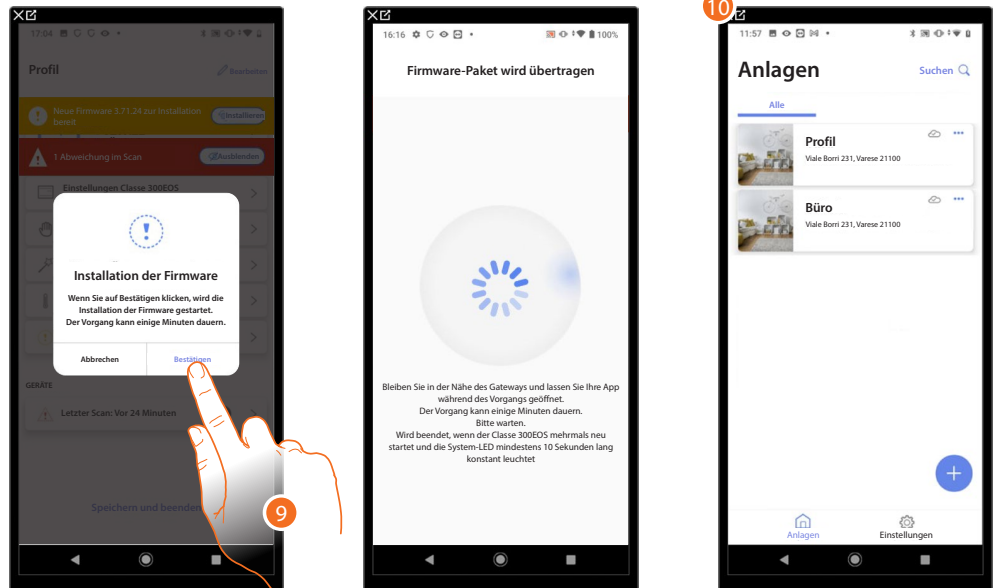 17:04
Profil
Bearbeiten
Neue Firmware 3.71.24 zur Installation
bereit
Installieren
1 Abweichung im Scan
Ausblenden
Einstellungen Classe 300EOS
Installation der Firmware
Wenn Sie auf Bestätigen klicken, wird die
Installation der Firmware gestartet.
Der Vorgang kann einige Minuten dauern.
Abbrechen
Bestätigen
GERÄTE
Letzter Scan: Vor 24 Minuten
Speichern und beenden
9
16:16
100%
Firmware-Paket wird übertragen
Bleiben Sie in der Nähe des Gateways und lassen Sie Ihre App
während des Vorgangs geöffnet.
Der Vorgang kann einige Minuten dauern.
Bitte warten.
Wird beendet, wenn der Classe 300EOS mehrmals neu
startet und die System-LED mindestens 10 Sekunden lang
konstant leuchtet
10
11:57
Anlagen
Suchen
Alle
Profil
Viale Borri 231, Varese 21100
Büro
Viale Borri 231, Varese 21100
Anlagen
Einstellungen